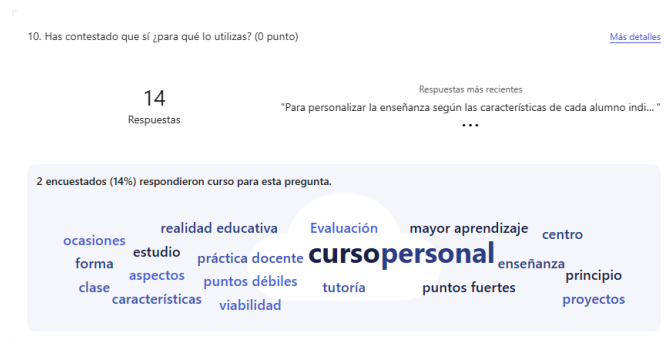 10. Has contestado que sí ¿para qué lo utilizas? (0 punto)
Más detalles
14
Respuestas
Respuestas más recientes
"Para personalizar la enseñanza según las características de cada alumno indi... "
...
2 encuestados (14%) respondieron curso para esta pregunta.
realidad educativa Evaluación mayor aprendizaje centro
ocasiones
estudio práctica docente curso personal enseñanza
forma
aspectos puntos débiles principio
clase tutoría puntos fuertes
características viabilidad proyectos